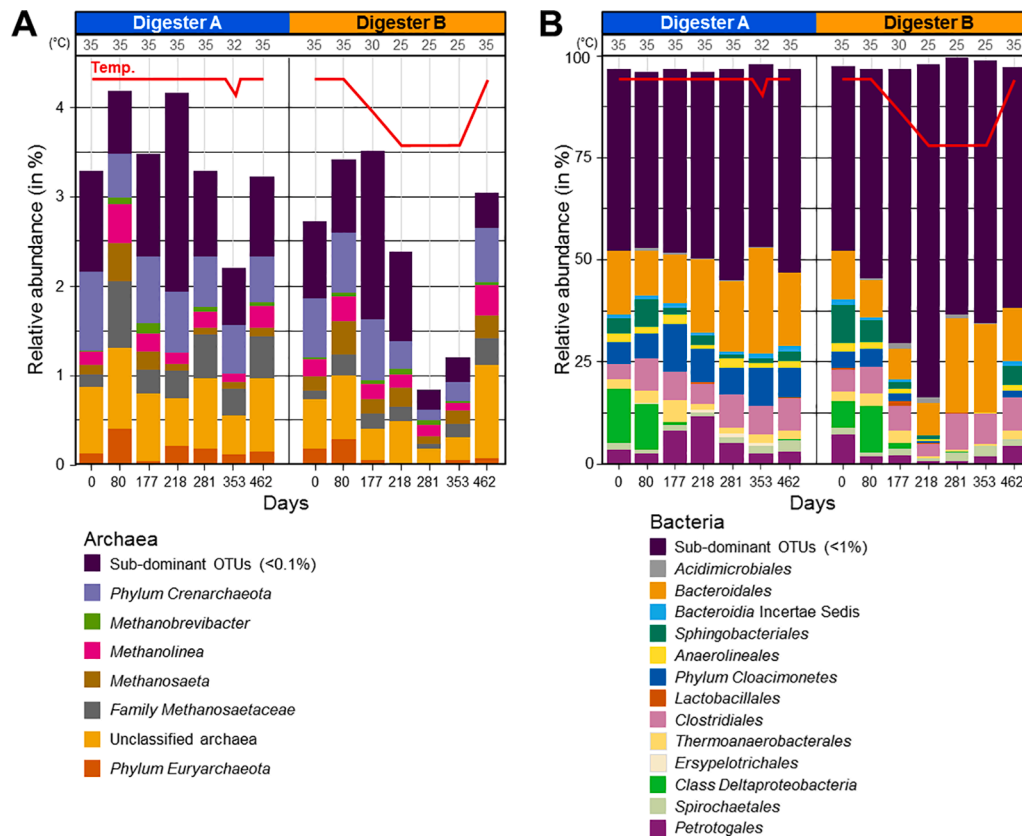 A
Digester A Digester B
(°C) 35 35 35 35 35 32 35 35 35 30 25 25 25 35
Temp.
Relative abundance (in %)
4
3
2
1
0
0 80 177 218 281 353 462 0 80 177 218 281 353 462
Days
Archaea
Sub-dominant OTUs (<0.1%)
Phylum Crenarchaeota
Methanobrevibacter
Methanolinea
Methanosaeta
Family Methanosaetaceae
Unclassified archaea
Phylum Euryarchaeota
B
Digester A Digester B
(°C) 35 35 35 35 35 32 35 35 35 30 25 25 25 35
Relative abundance (in %)
100
75
50
25
0
0 80 177 218 281 353 462 0 80 177 218 281 353 462
Days
Bacteria
Sub-dominant OTUs (<1%)
Acidimicrobiales
Bacteroidales
Bacteroidia Incertae Sedis
Sphingobacteriales
Anaerolineales
Phylum Cloacimonetes
Lactobacillales
Clostridiales
Thermoanaerobacterales
Ersypelotrichales
Class Deltaproteobacteria
Spirochaetales
Petrotogales